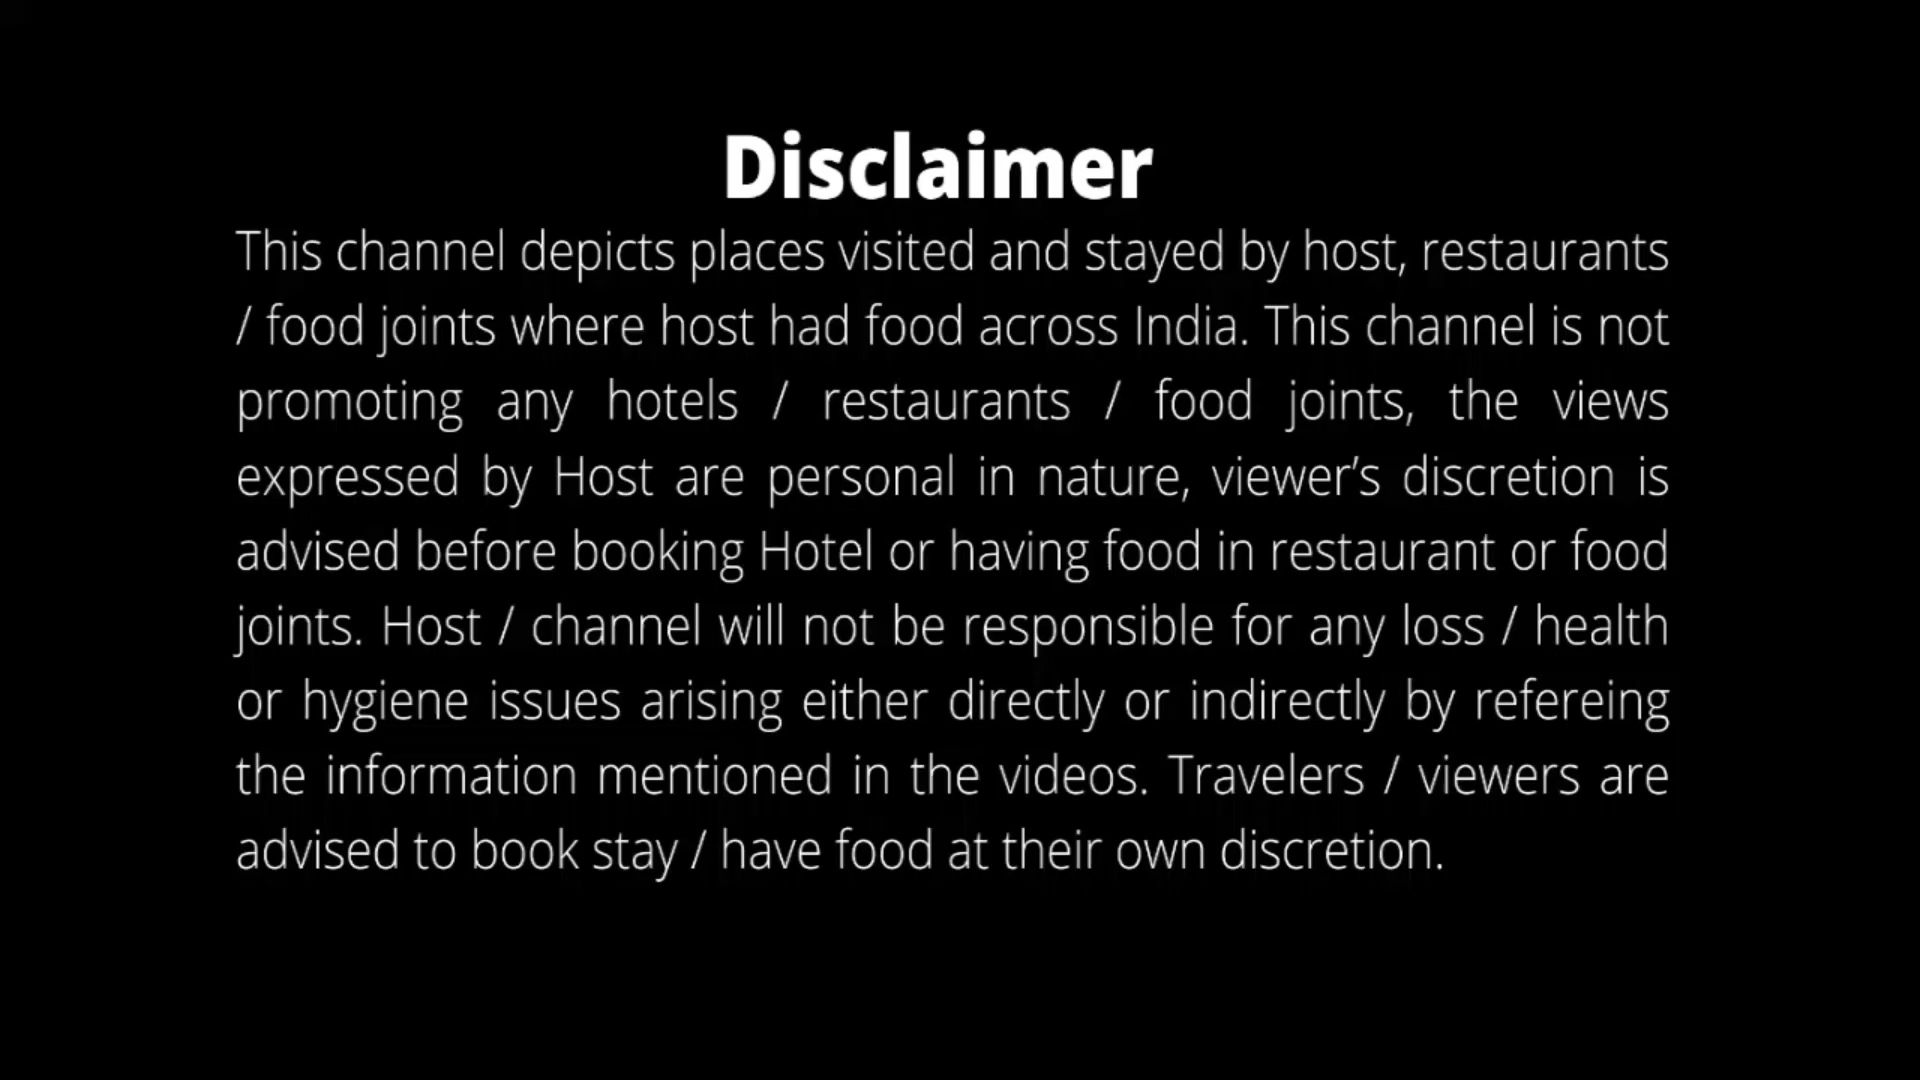 Disclaimer
This channel depicts places visited and stayed by host, restaurants
/ food joints where host had food across India. This channel is not
promoting any hotels / restaurants / food joints, the views
expressed by Host are personal in nature, viewer’s discretion is
advised before booking Hotel or having food in restaurant or food
joints. Host / channel will not be responsible for any loss / health
or hygiene issues arising either directly or indirectly by refereing
the information mentioned in the videos. Travelers / viewers are
advised to book stay / have food at their own discretion.